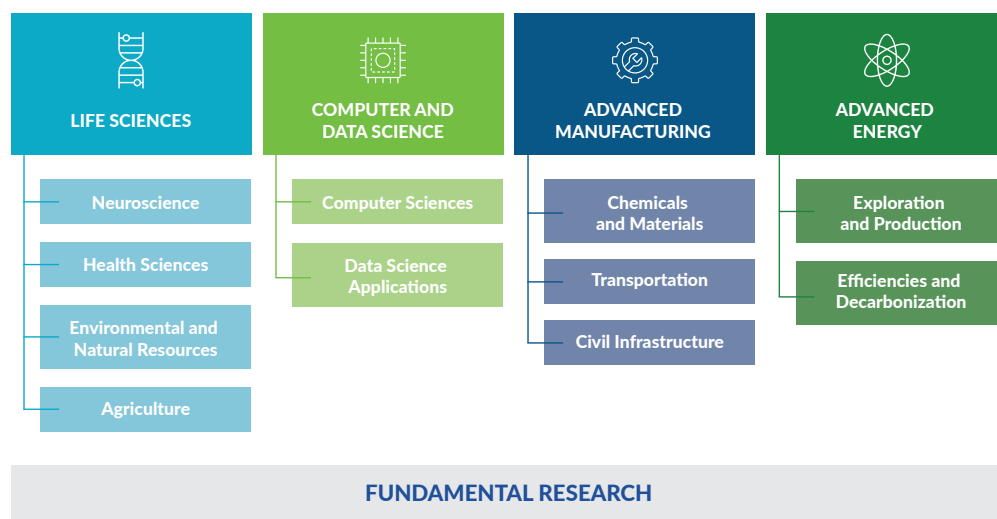 LIFE SCIENCES
Neuroscience
Health Sciences
Environmental and
Natural Resources
Agriculture
COMPUTER AND
DATA SCIENCE
Computer Sciences
Data Science
Applications
ADVANCED
MANUFACTURING
Chemicals
and Materials
Transportation
Civil Infrastructure
ADVANCED
ENERGY
Exploration
and Production
Efficiencies and
Decarbonization
FUNDAMENTAL RESEARCH